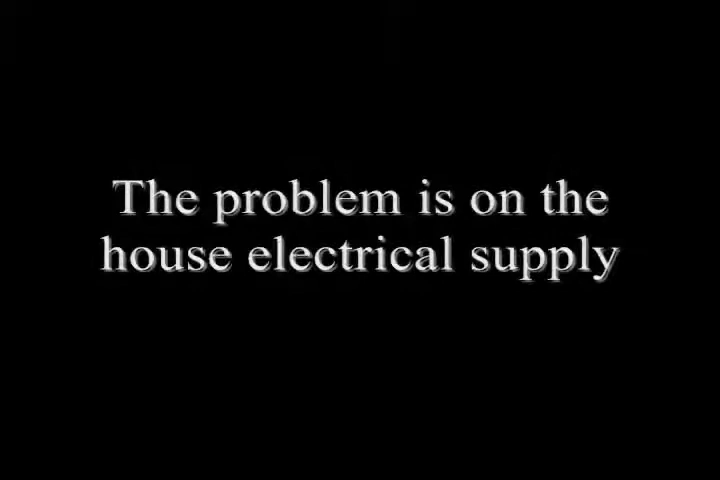 The problem is on the
house electrical supply